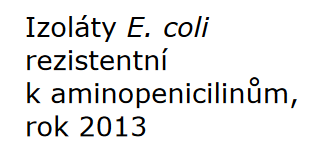 Izoláty E. coli
rezistentní
k aminopenicilinům,
rok 2013